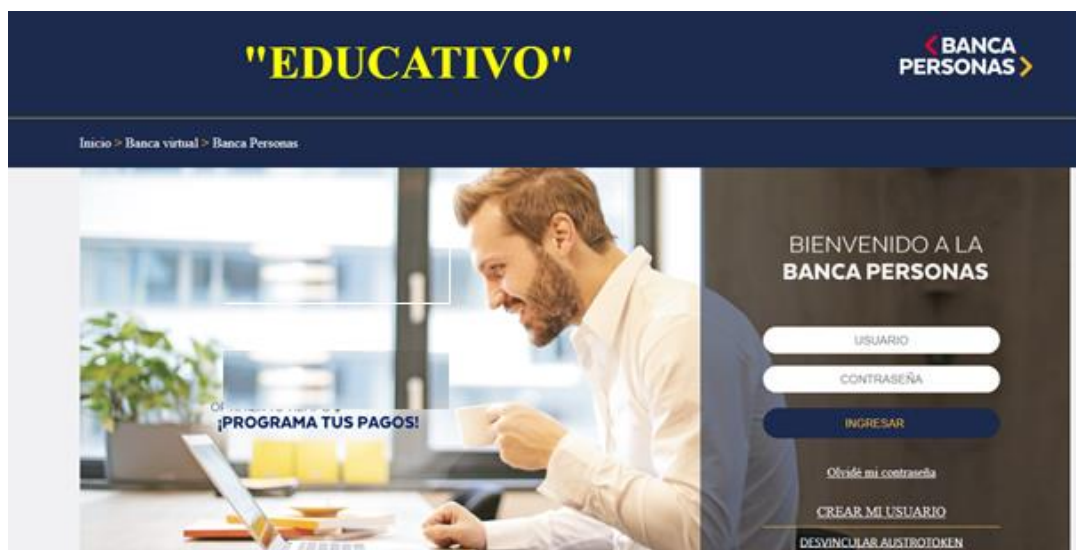 "EDUCATIVO"
BANCA
PERSONAS
Inicio > Banca virtual > Banca Personas
¡PROGRAMA TUS PAGOS!
BIENVENIDO A LA
BANCA PERSONAS
USUARIO
CONTRASEÑA
INGRESAR
Olvidé mi contraseña
CREAR MI USUARIO
DESVINCULAR AUSTROTOKEN